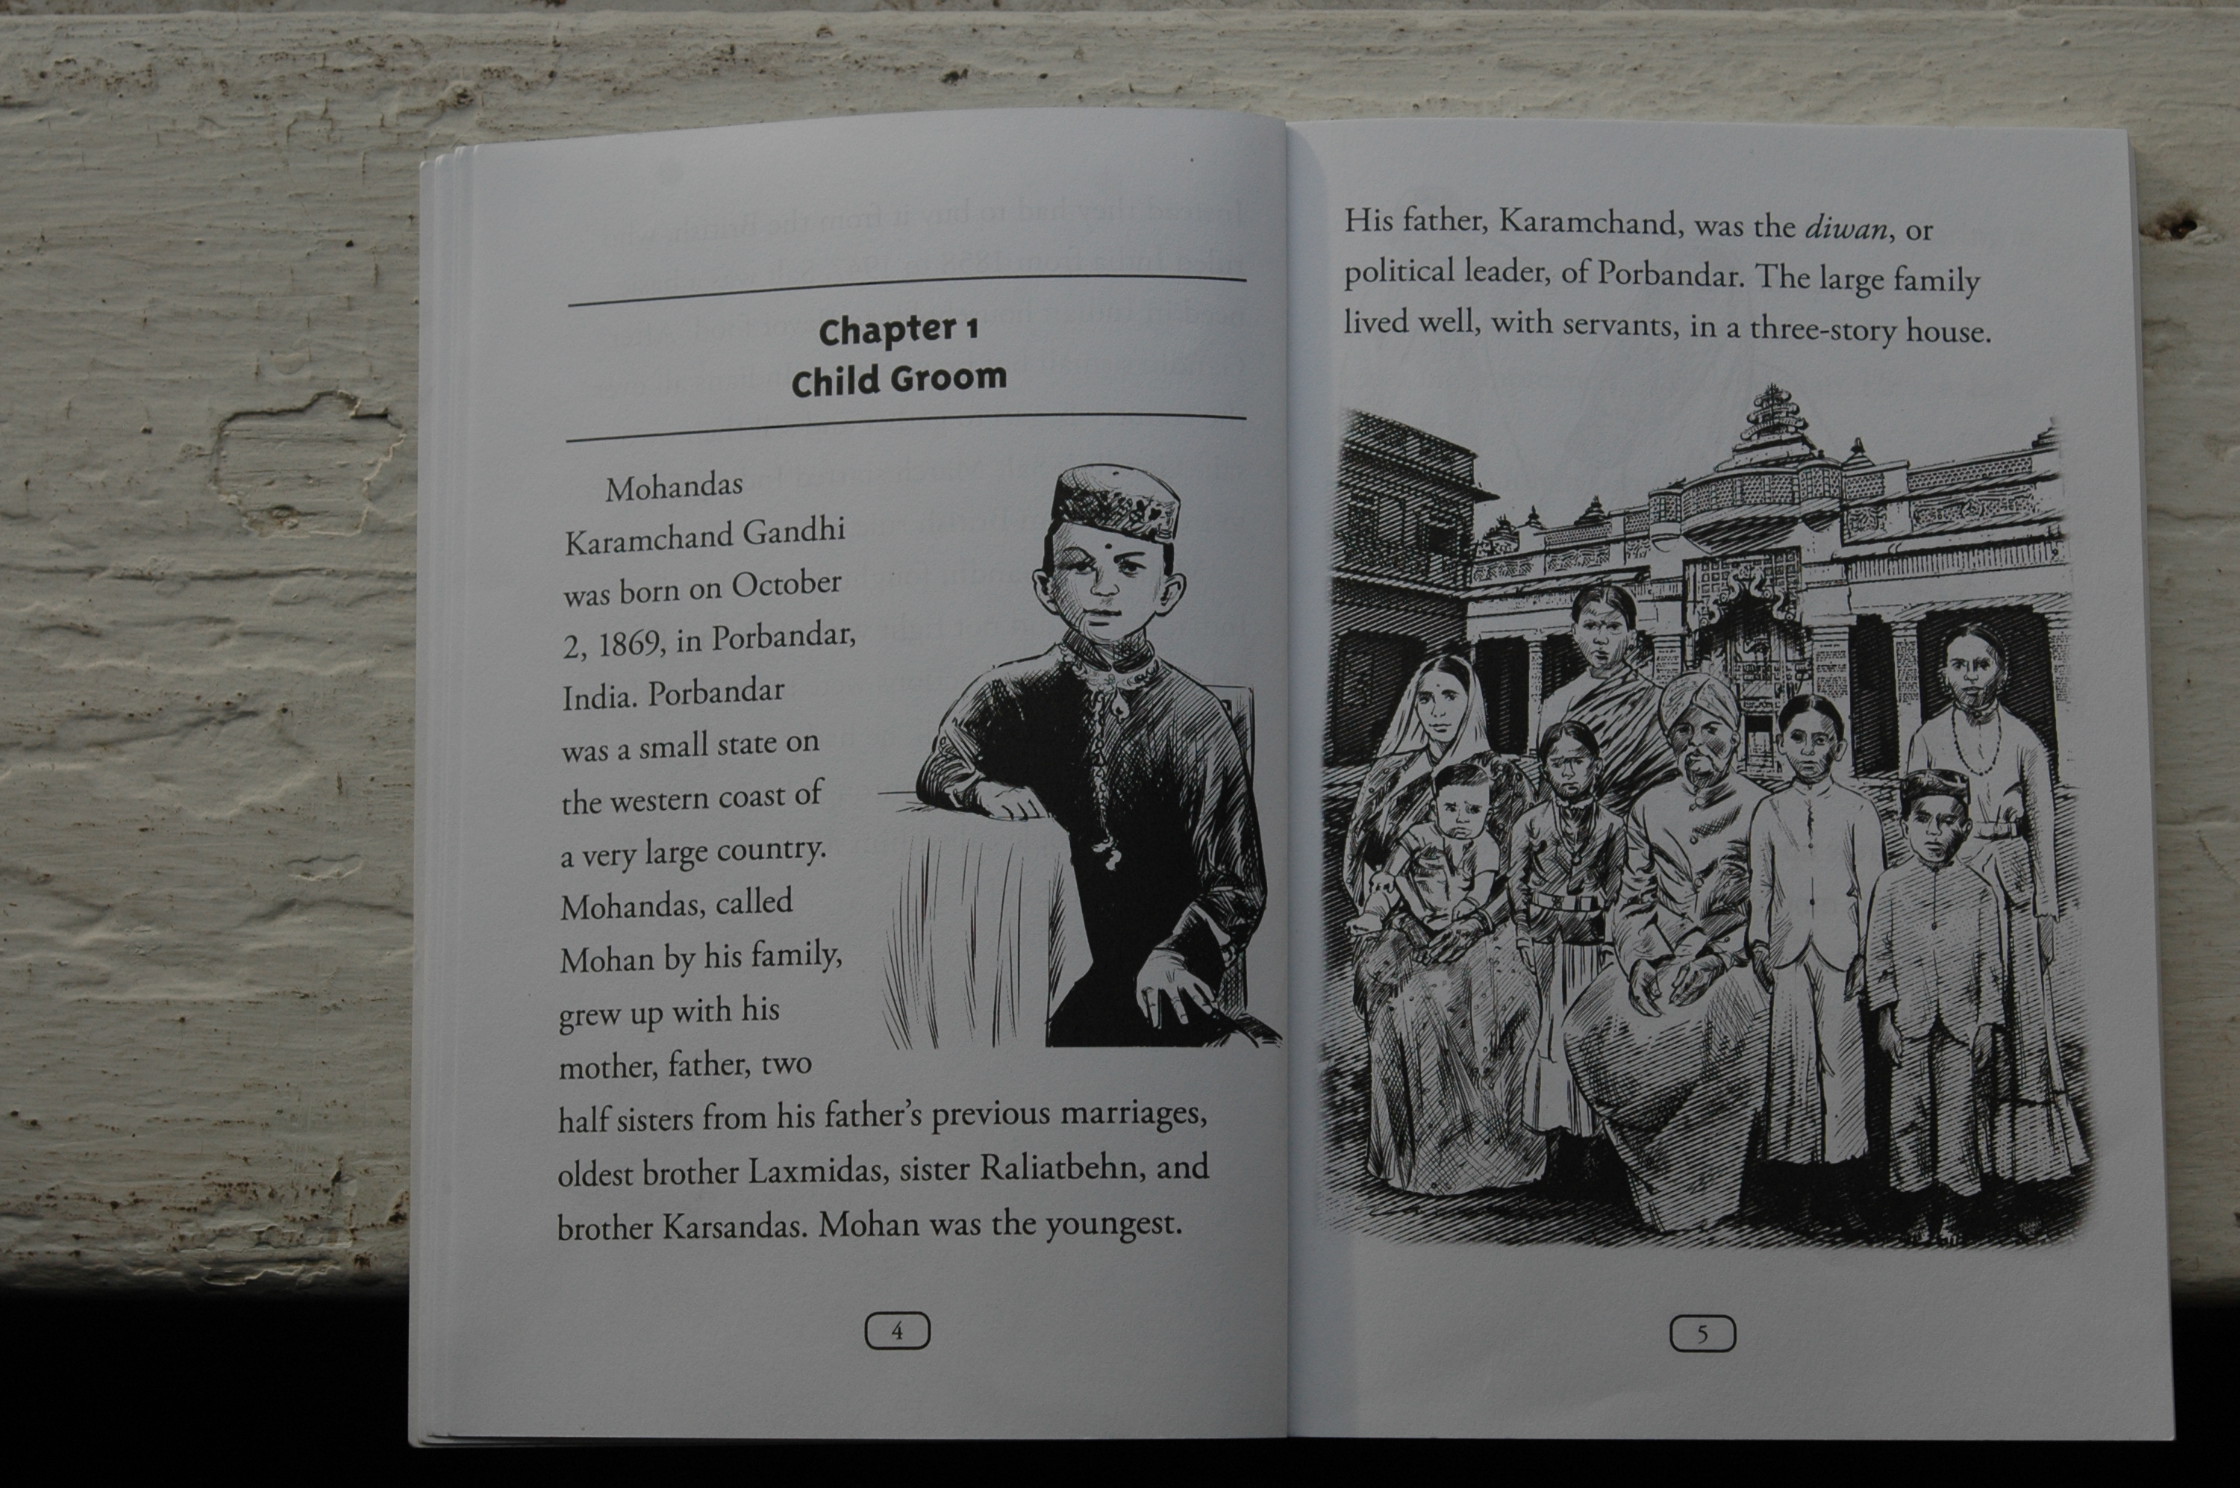 Chapter 1
Child Groom
Mohandas
Karamchand Gandhi
was born on October
2, 1869, in Porbandar,
India. Porbandar
was a small state on
the western coast of
a very large country.
Mohandas, called
Mohan by his family,
grew up with his
mother, father, two
half sisters from his father’s previous marriages,
oldest brother Laxmidas, sister Raliatbehn, and
brother Karsandas. Mohan was the youngest.
4
His father, Karamchand, was the diwan, or
political leader, of Porbandar. The large family
lived well, with servants, in a three-story house.
5